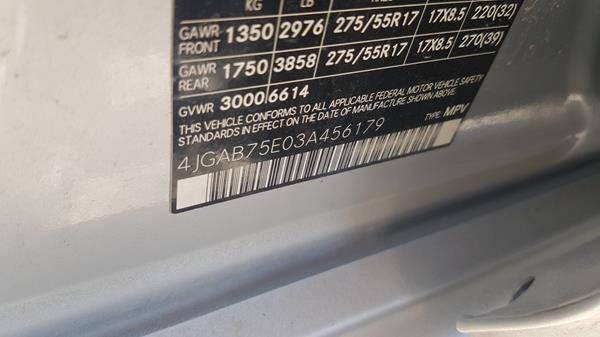 KG LB
GAWR FRONT 1350 2976 275/55R17 17X8.5 220(32)
GAWR REAR 1750 3858 275/55R17 17X8.5 270(39)
GVWR 3000 6614
THIS VEHICLE CONFORMS TO ALL APPLICABLE FEDERAL MOTOR VEHICLE SAFETY
STANDARDS IN EFFECT ON THE DATE OF MANUFACTURE SHOWN ABOVE.
4JGAB75E03A456179 TYPE: MPV